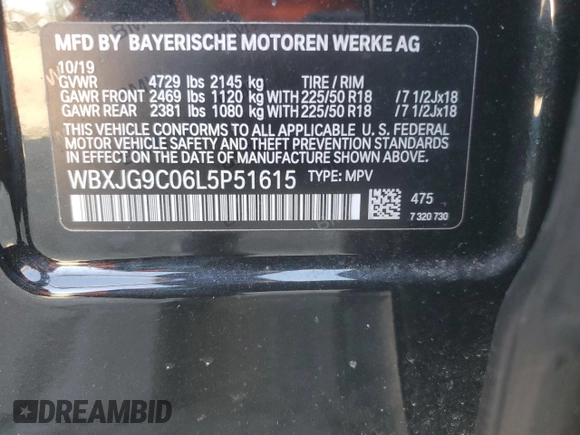 MFD BY BAYERISCHE MOTOREN WERKE AG
10/19
GVWR 4729 lbs 2145 kg TIRE / RIM
GAWR FRONT 2469 lbs 1120 kg WITH 225/50 R18 /7 1/2Jx18
GAWR REAR 2381 lbs 1080 kg WITH 225/50 R18 /7 1/2Jx18
THIS VEHICLE CONFORMS TO ALL APPLICABLE U. S. FEDERAL
MOTOR VEHICLE SAFETY, BUMPER, AND THEFT PREVENTION
STANDARDS IN EFFECT ON THE DATE OF MANUFACTURE SHOWN ABOVE.
WBXJG9C06L5P51615 TYPE: MPV
475
7 320 730
DREAMBID